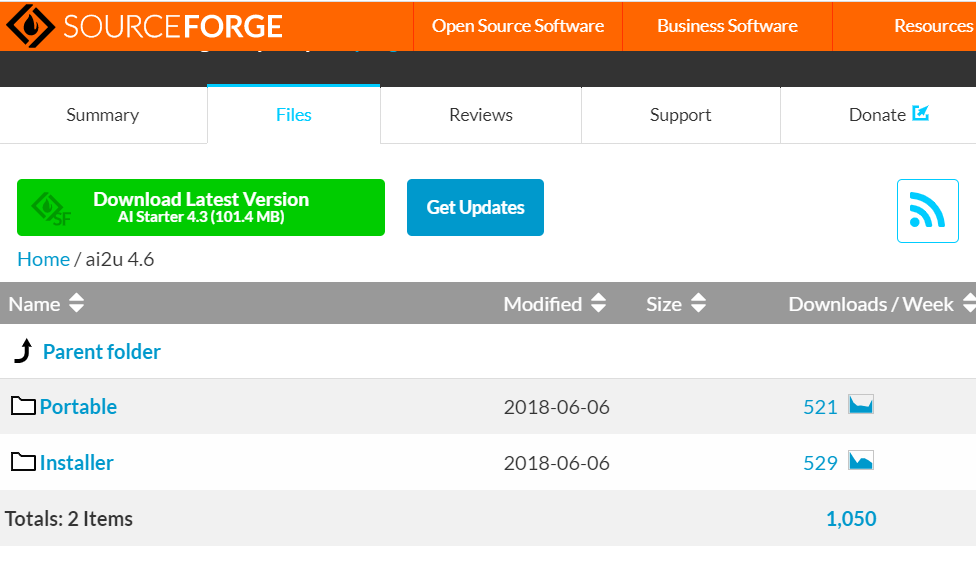 SOURCEFORGE
Open Source Software
Business Software
Resources
Summary
Files
Reviews
Support
Donate
Download Latest Version
AI Starter 4.3 (101.4 MB)
SF
Get Updates
Home / ai2u 4.6
Name Modified Size Downloads / Week
Parent folder
Portable 2018-06-06 521
Installer 2018-06-06 529
Totals: 2 Items 1,050